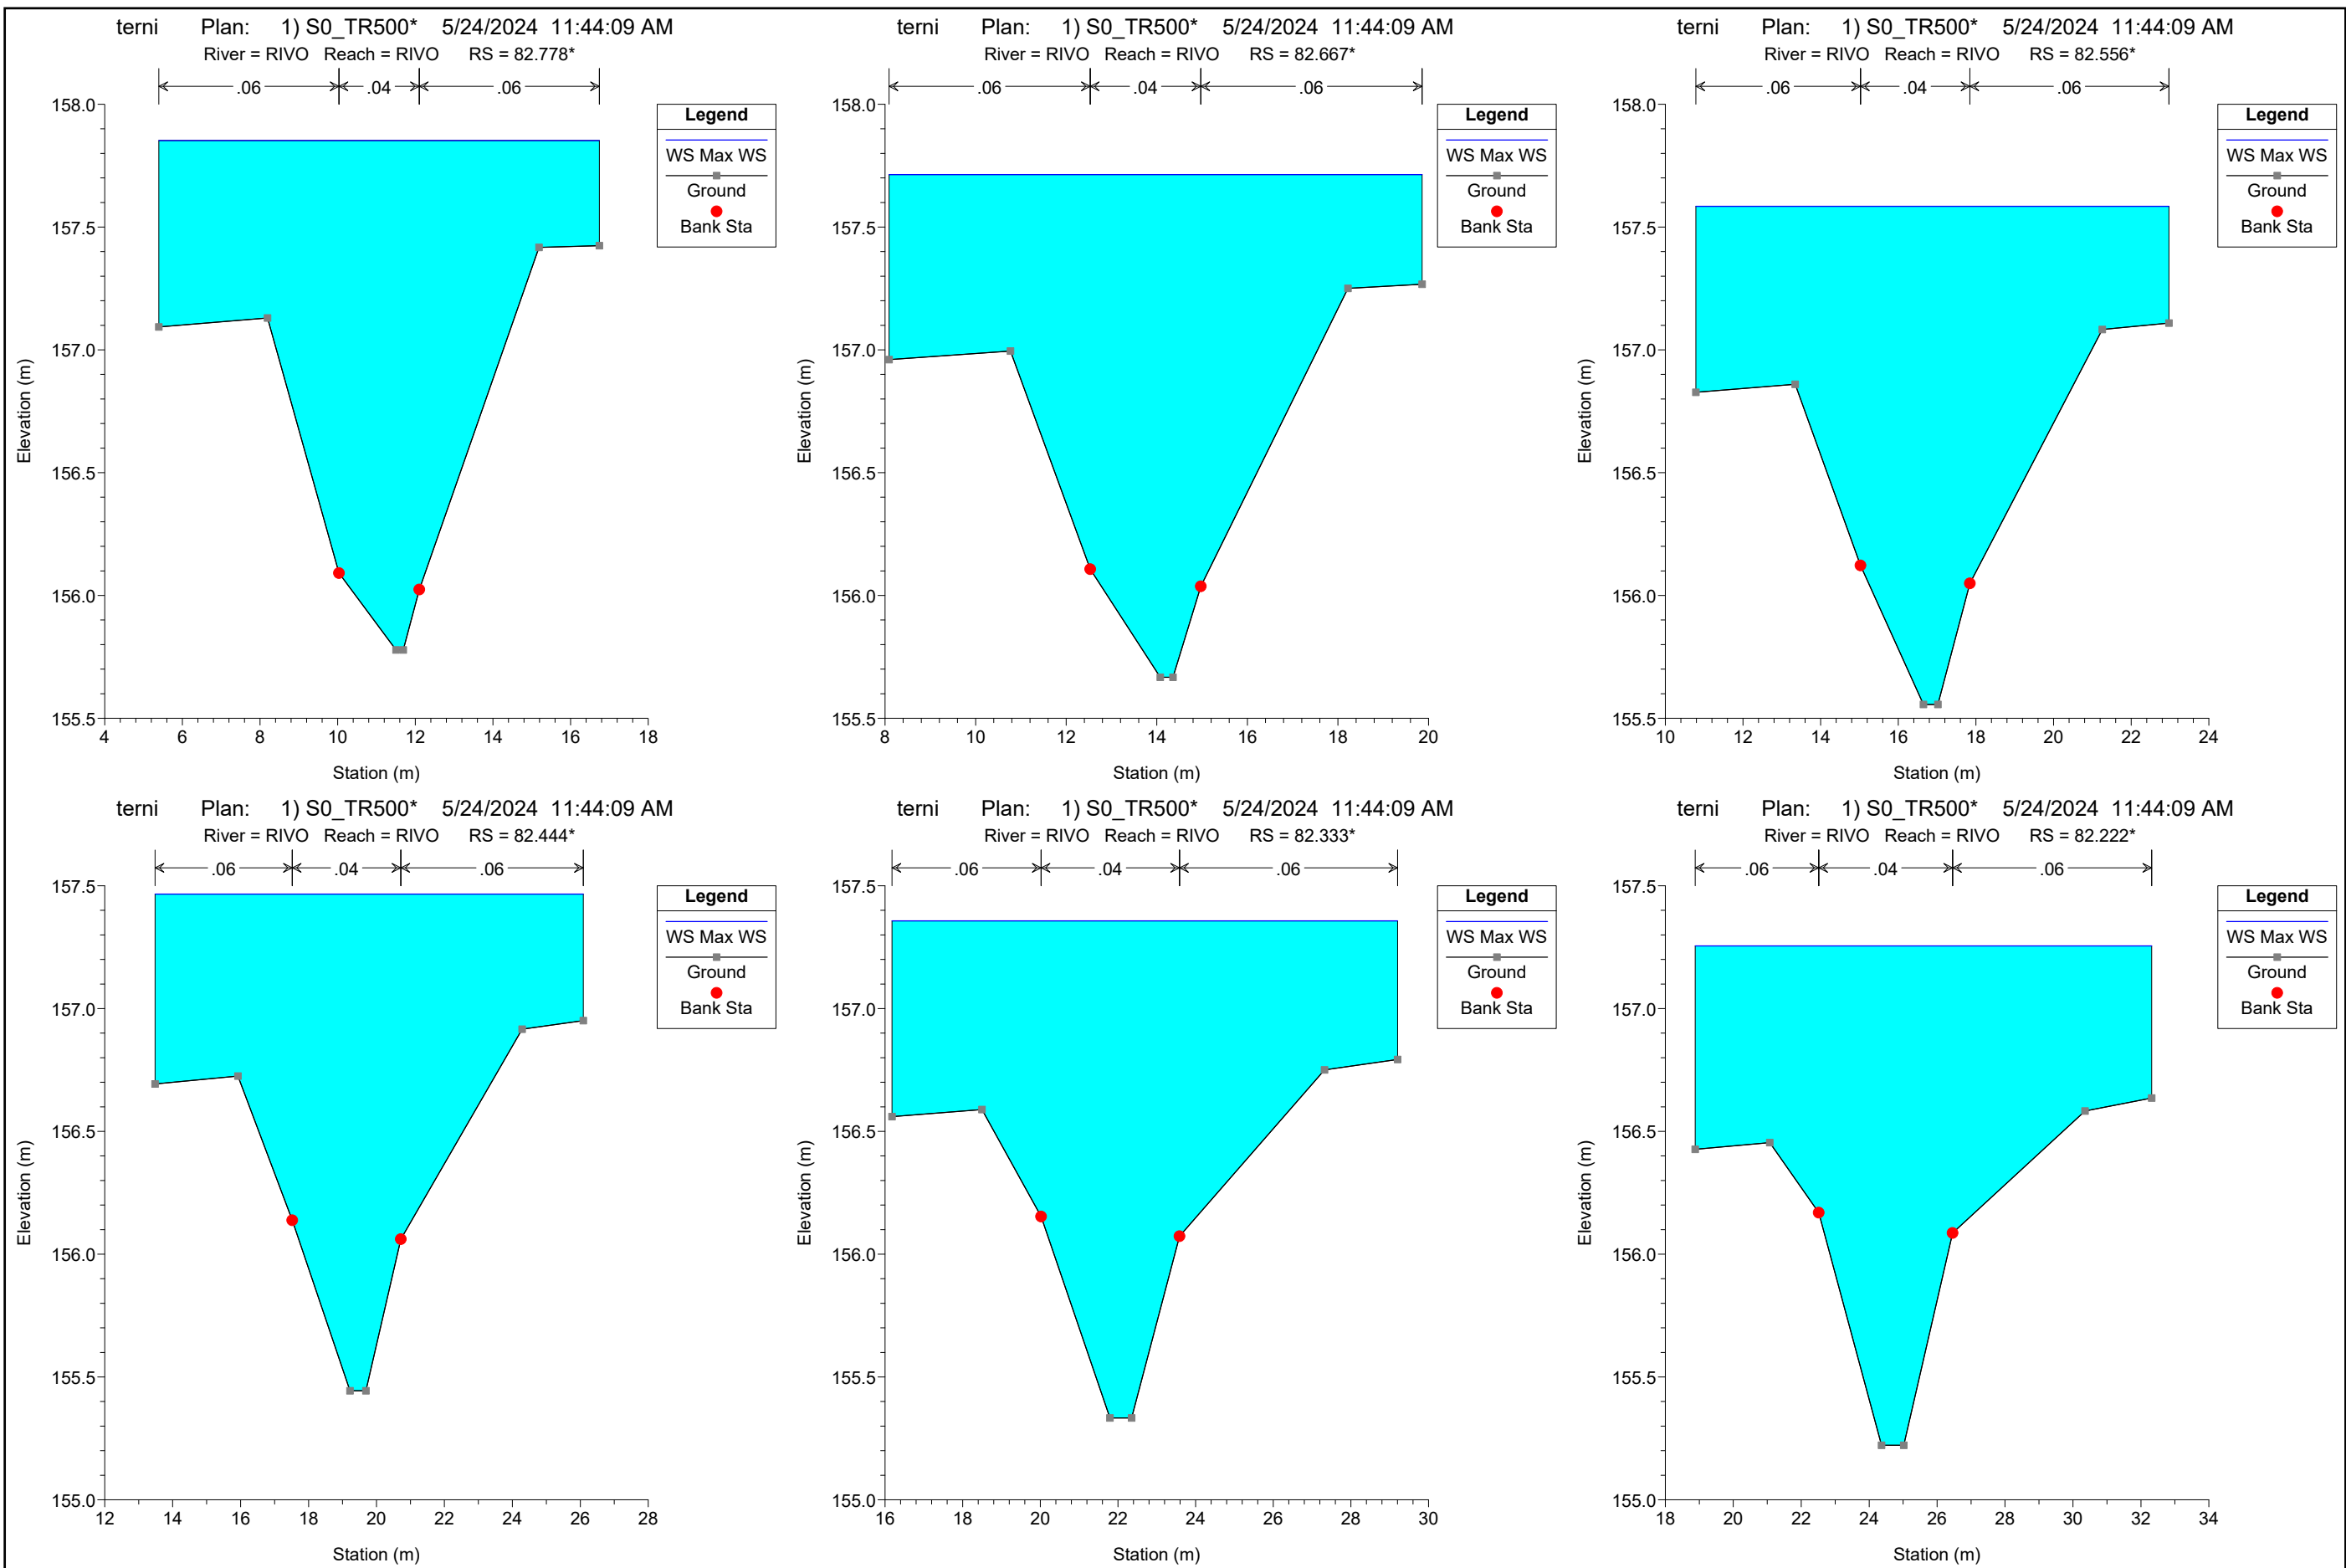 terni Plan: 1) S0_TR500* 5/24/2024 11:44:09 AM
River = RIVO Reach = RIVO RS = 82.778*
.06 .04 .06
Legend
WS Max WS
Ground
Bank Sta
158.0
157.5
157.0
156.5
156.0
155.5
Elevation (m)
4 6 8 10 12 14 16 18
Station (m)
terni Plan: 1) S0_TR500* 5/24/2024 11:44:09 AM
River = RIVO Reach = RIVO RS = 82.667*
.06 .04 .06
Legend
WS Max WS
Ground
Bank Sta
158.0
157.5
157.0
156.5
156.0
155.5
Elevation (m)
8 10 12 14 16 18 20
Station (m)
terni Plan: 1) S0_TR500* 5/24/2024 11:44:09 AM
River = RIVO Reach = RIVO RS = 82.556*
.06 .04 .06
Legend
WS Max WS
Ground
Bank Sta
158.0
157.5
157.0
156.5
156.0
155.5
Elevation (m)
10 12 14 16 18 20 22 24
Station (m)
terni Plan: 1) S0_TR500* 5/24/2024 11:44:09 AM
River = RIVO Reach = RIVO RS = 82.444*
.06 .04 .06
Legend
WS Max WS
Ground
Bank Sta
157.5
157.0
156.5
156.0
155.5
155.0
Elevation (m)
12 14 16 18 20 22 24 26 28
Station (m)
terni Plan: 1) S0_TR500* 5/24/2024 11:44:09 AM
River = RIVO Reach = RIVO RS = 82.333*
.06 .04 .06
Legend
WS Max WS
Ground
Bank Sta
157.5
157.0
156.5
156.0
155.5
155.0
Elevation (m)
16 18 20 22 24 26 28 30
Station (m)
terni Plan: 1) S0_TR500* 5/24/2024 11:44:09 AM
River = RIVO Reach = RIVO RS = 82.222*
.06 .04 .06
Legend
WS Max WS
Ground
Bank Sta
157.5
157.0
156.5
156.0
155.5
155.0
Elevation (m)
18 20 22 24 26 28 30 32 34
Station (m)